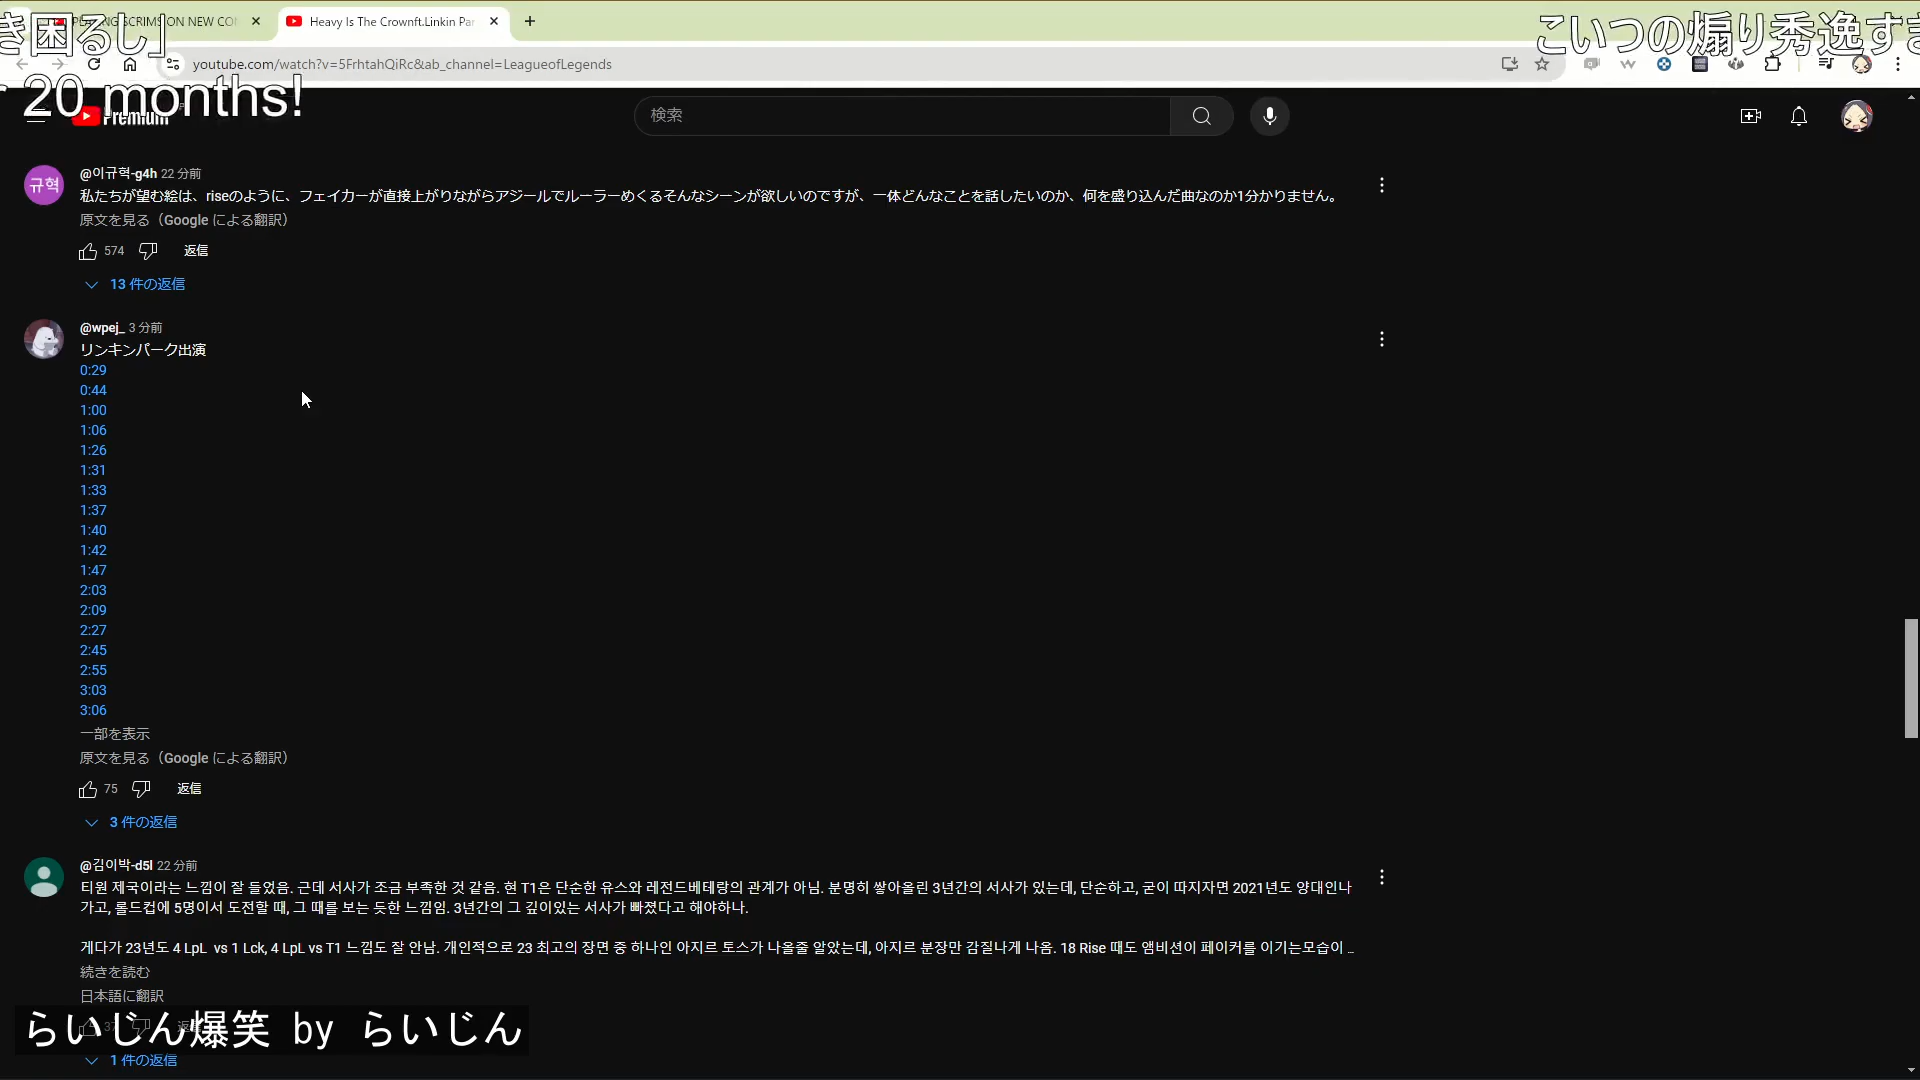 PLAYING SCRIMS ON NEW CO
Heavy Is The Crownft.Linkin Par
き困るし」
こいつの煽り秀逸すま
youtube.com/watch?v=5FrhtahQiRc&ab_channel=LeagueofLegends
20 months!
Premium
検索
@이규혁-g4h 22 分前
규혁
私たちが望む絵は、riseのように、フェイカーが直接上がりながらアジールでルーラーめくるそんなシーンが欲しいのですが、一体どんなことを話したいのか、何を盛り込んだ曲なのか1分かりません。
原文を見る（Google による翻訳）
574 返信
13 件の返信
@wpej_ 3 分前
リンキンパーク出演
0:29
0:44
1:00
1:06
1:26
1:31
1:33
1:37
1:40
1:42
1:47
2:03
2:09
2:27
2:45
2:55
3:03
3:06
一部を表示
原文を見る（Google による翻訳）
75 返信
3 件の返信
@김이박-d5l 22 分前
티원 제국이라는 느낌이 잘 들었음. 근데 서사가 조금 부족한 것 같음. 현 T1은 단순한 유스와 레전드베테랑의 관계가 아님. 분명히 쌓아올린 3년간의 서사가 있는데, 단순하고, 굳이 따지자면 2021년도 양대인나
가고, 롤드컵에 5명이서 도전할 때, 그 때를 보는 듯한 느낌임. 3년간의 그 깊이있는 서사가 빠졌다고 해야하나.
게다가 23년도 4 LpL vs 1 Lck, 4 LpL vs T1 느낌도 잘 안남. 개인적으로 23 최고의 장면 중 하나인 아지르 토스가 나올줄 알았는데, 아지르 분장만 감질나게 나옴. 18 Rise 때도 앰비션이 페이커를 이기는모습이 ...
続きを読む
日本語に翻訳
らいじん爆笑 by らいじん
1 件の返信